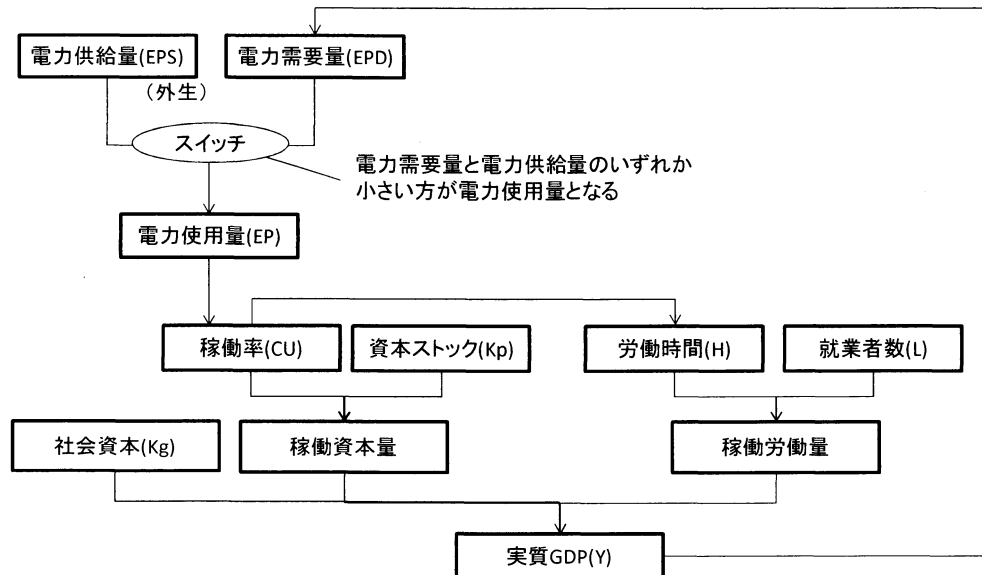 電力供給量(EPS)
電力需要量(EPD)
（外生）
スイッチ
電力需要量と電力供給量のいずれか
小さい方が電力使用量となる
電力使用量(EP)
稼働率(CU)
資本ストック(Kp)
労働時間(H)
就業者数(L)
社会資本(Kg)
稼働資本量
稼働労働量
実質GDP(Y)